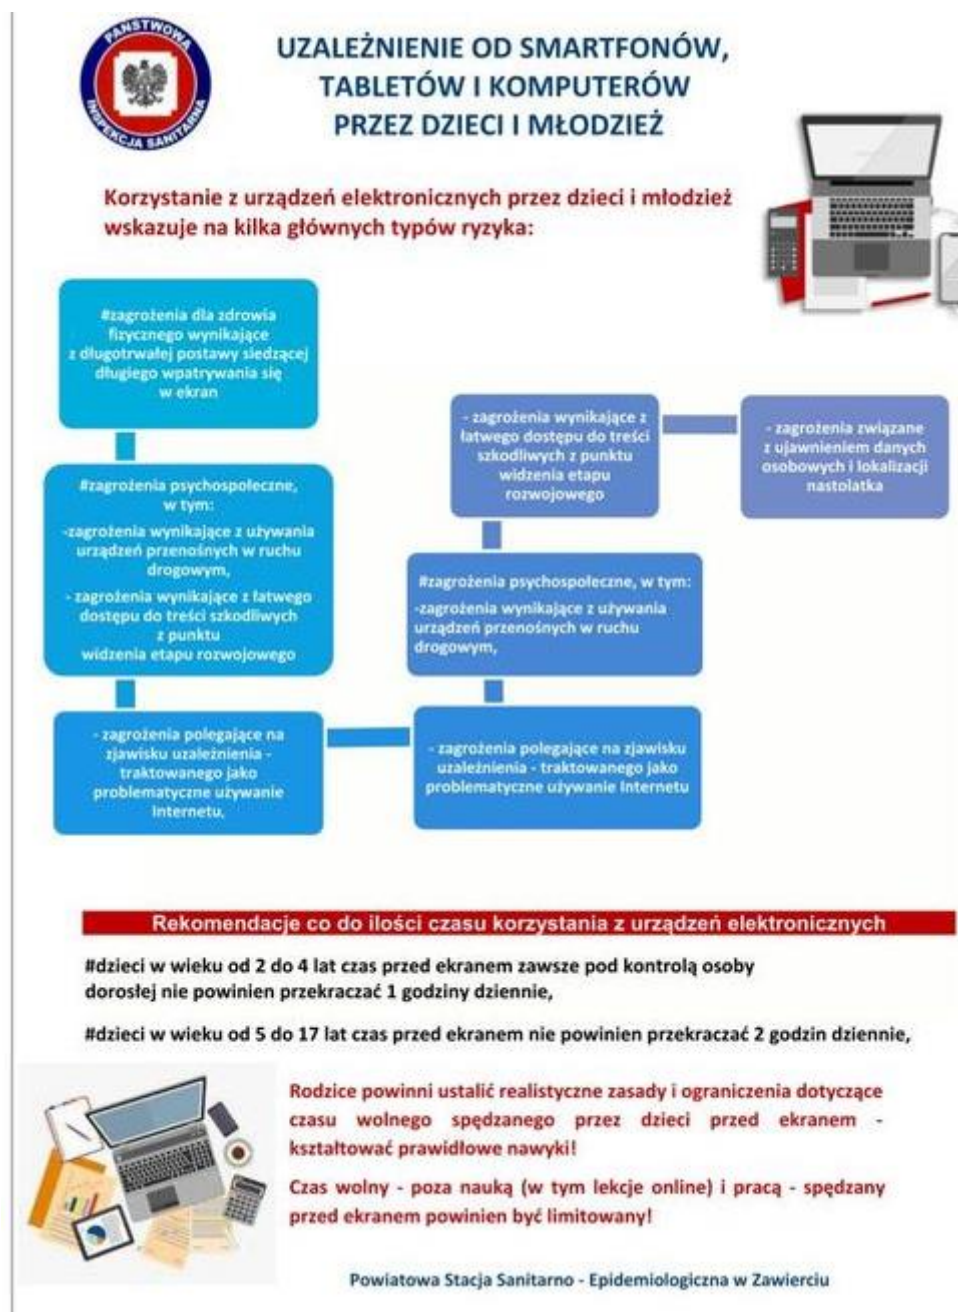 PAŃSTWOWA
INSPEKCJA SANITARNA
UZALEŻNIENIE OD SMARTFONÓW,
TABLETÓW I KOMPUTERÓW
PRZEZ DZIECI I MŁODZIEŻ
Korzystanie z urządzeń elektronicznych przez dzieci i młodzież
wskazuje na kilka głównych typów ryzyka:
#zagrożenia dla zdrowia
fizycznego wynikające
z długotrwałej postawy siedzącej
długiego wpatrywania się
w ekran
#zagrożenia psychospołeczne,
w tym:
-zagrożenia wynikające z używania
urządzeń przenośnych w ruchu
drogowym,
- zagrożenia wynikające z łatwego
dostępu do treści szkodliwych
z punktu
widzenia etapu rozwojowego
- zagrożenia polegające na
zjawisku uzależnienia -
traktowanego jako
problematyczne używanie
Internetu,
- zagrożenia polegające na zjawisku
uzależnienia - traktowanego jako
problematyczne używanie Internetu
#zagrożenia psychospołeczne, w tym:
-zagrożenia wynikające z używania
urządzeń przenośnych w ruchu
drogowym,
- zagrożenia wynikające z
łatwego dostępu do treści
szkodliwych z punktu
widzenia etapu
rozwojowego
- zagrożenia związane
z ujawnieniem danych
osobowych i lokalizacji
nastolatka
Rekomendacje co do ilości czasu korzystania z urządzeń elektronicznych
#dzieci w wieku od 2 do 4 lat czas przed ekranem zawsze pod kontrolą osoby
dorosłej nie powinien przekraczać 1 godziny dziennie,
#dzieci w wieku od 5 do 17 lat czas przed ekranem nie powinien przekraczać 2 godzin dziennie,
Rodzice powinni ustalić realistyczne zasady i ograniczenia dotyczące
czasu wolnego spędzanego przez dzieci przed ekranem -
kształtować prawidłowe nawyki!
Czas wolny - poza nauką (w tym lekcje online) i pracą - spędzany
przed ekranem powinien być limitowany!
Powiatowa Stacja Sanitarno - Epidemiologiczna w Zawierciu